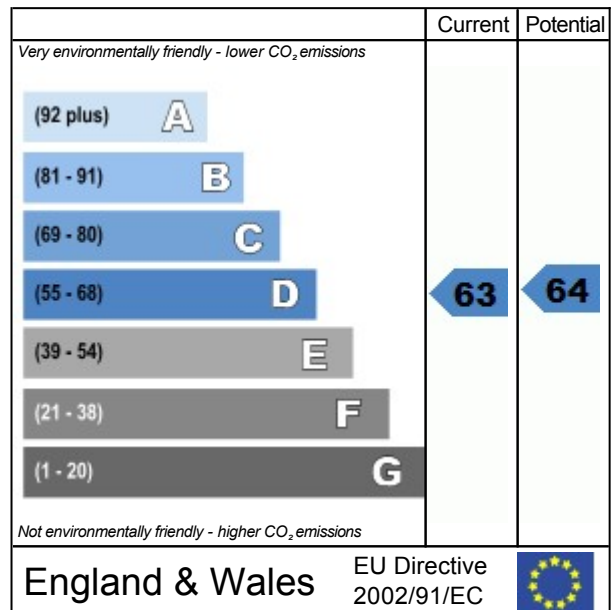 Current Potential
Very environmentally friendly - lower CO₂ emissions
(92 plus) A
(81 - 91) B
(69 - 80) C
(55 - 68) D 63 64
(39 - 54) E
(21 - 38) F
(1 - 20) G
Not environmentally friendly - higher CO₂ emissions
England & Wales
EU Directive
2002/91/EC